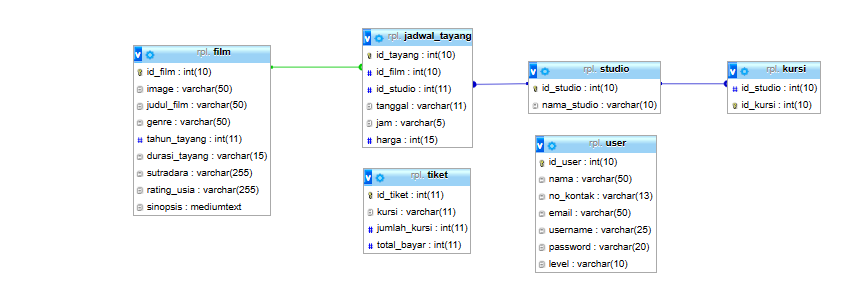 rpl. film
id_film : int(10)
image : varchar(50)
judul_film : varchar(50)
genre : varchar(50)
tahun_tayang : int(11)
durasi_tayang : varchar(15)
sutradara : varchar(255)
rating_usia : varchar(255)
sinopsis : mediumtext
rpl. jadwal_tayang
id_tayang : int(10)
id_film : int(10)
id_studio : int(11)
tanggal : varchar(11)
jam : varchar(5)
harga : int(15)
rpl. studio
id_studio : int(10)
nama_studio : varchar(10)
rpl. kursi
id_studio : int(10)
id_kursi : int(10)
rpl. tiket
id_tiket : int(11)
kursi : varchar(11)
jumlah_kursi : int(11)
total_bayar : int(11)
rpl. user
id_user : int(10)
nama : varchar(50)
no_kontak : varchar(13)
email : varchar(50)
username : varchar(25)
password : varchar(20)
level : varchar(10)